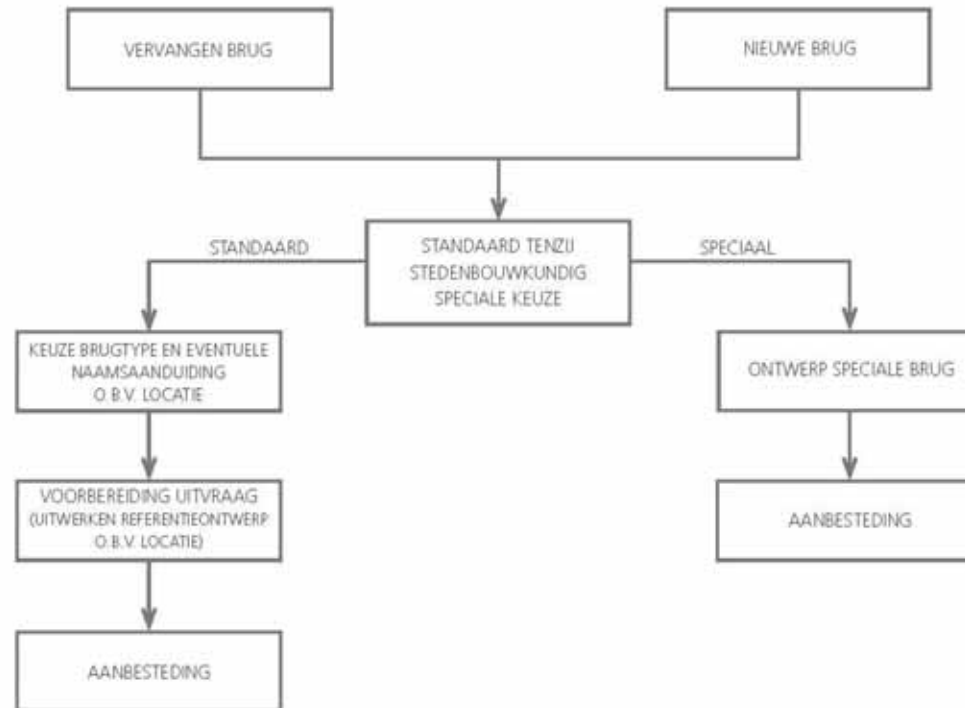 VERVANGEN BRUG
NIEUWE BRUG
STANDAARD
STANDAARD TENZIJ
STEDENBOUWKUNDIG
SPECIALE KEUZE
SPECIAAL
KEUZE BRUGTYPE EN EVENTUELE
NAAMSAANDUIDING
O.B.V. LOCATIE
ONTWERP SPECIALE BRUG
VOORBEREIDING UITVRAAG
(UITWERKEN REFERENTIEONTWERP
O.B.V. LOCATIE)
AANBESTEDING
AANBESTEDING